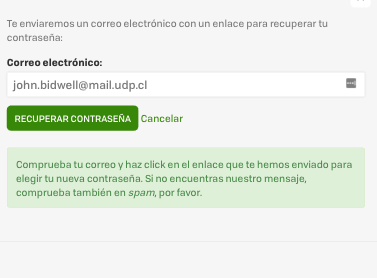 Te enviaremos un correo electrónico con un enlace para recuperar tu
contraseña:
Correo electrónico:
john.bidwell@mail.udp.cl
RECUPERAR CONTRASEÑA Cancelar
Comprueba tu correo y haz click en el enlace que te hemos enviado para
elegir tu nueva contraseña. Si no encuentras nuestro mensaje,
comprueba también en spam, por favor.